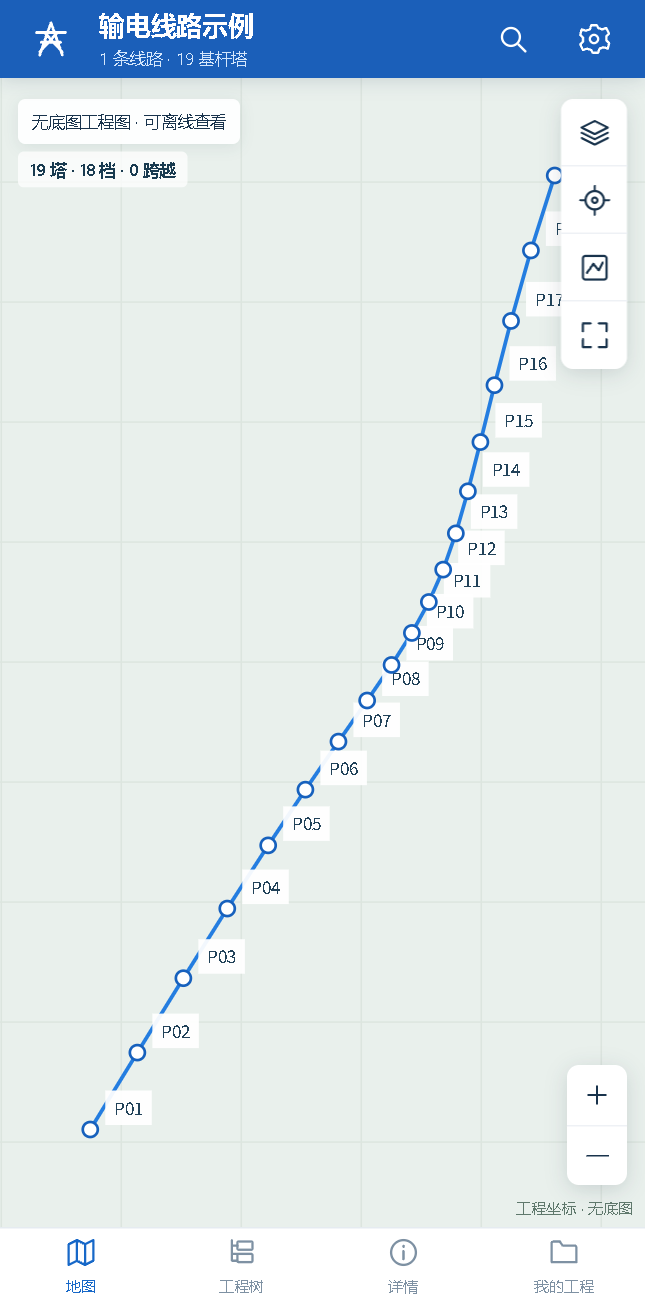 输电线路示例
1 条线路 · 19 基杆塔
无底图工程图 · 可离线查看
19 塔 · 18 档 · 0 跨越
P17
P16
P15
P14
P13
P12
P11
P10
P09
P08
P07
P06
P05
P04
P03
P02
P01
工程坐标 · 无底图
地图
工程树
详情
我的工程